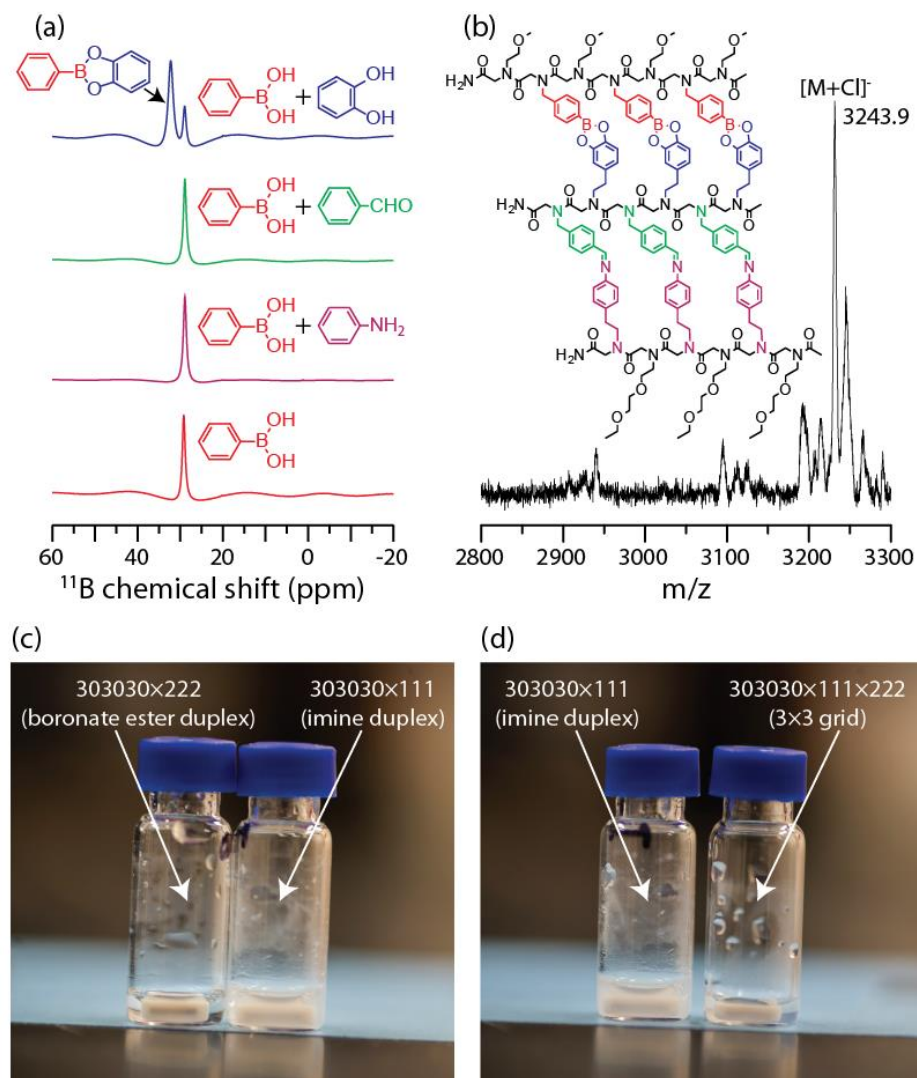 (a)
B O O
B OH OH + OH OH
B OH OH + CHO
B OH OH + NH2
B OH OH
60 40 20 0 -20
11B chemical shift (ppm)
(b)
[M+Cl]-
3243.9
O O O O
H2N N O N O N O N O N O N O
B B B
O O O O O O
H2N N O N O N O N O N O N O
N N N
H2N N O N O N O N O N O N O
O O O
O O O
2800 2900 3000 3100 3200 3300
m/z
(c)
303030×222
(boronate ester duplex)
303030×111
(imine duplex)
(d)
303030×111
(imine duplex)
303030×111×222
(3×3 grid)